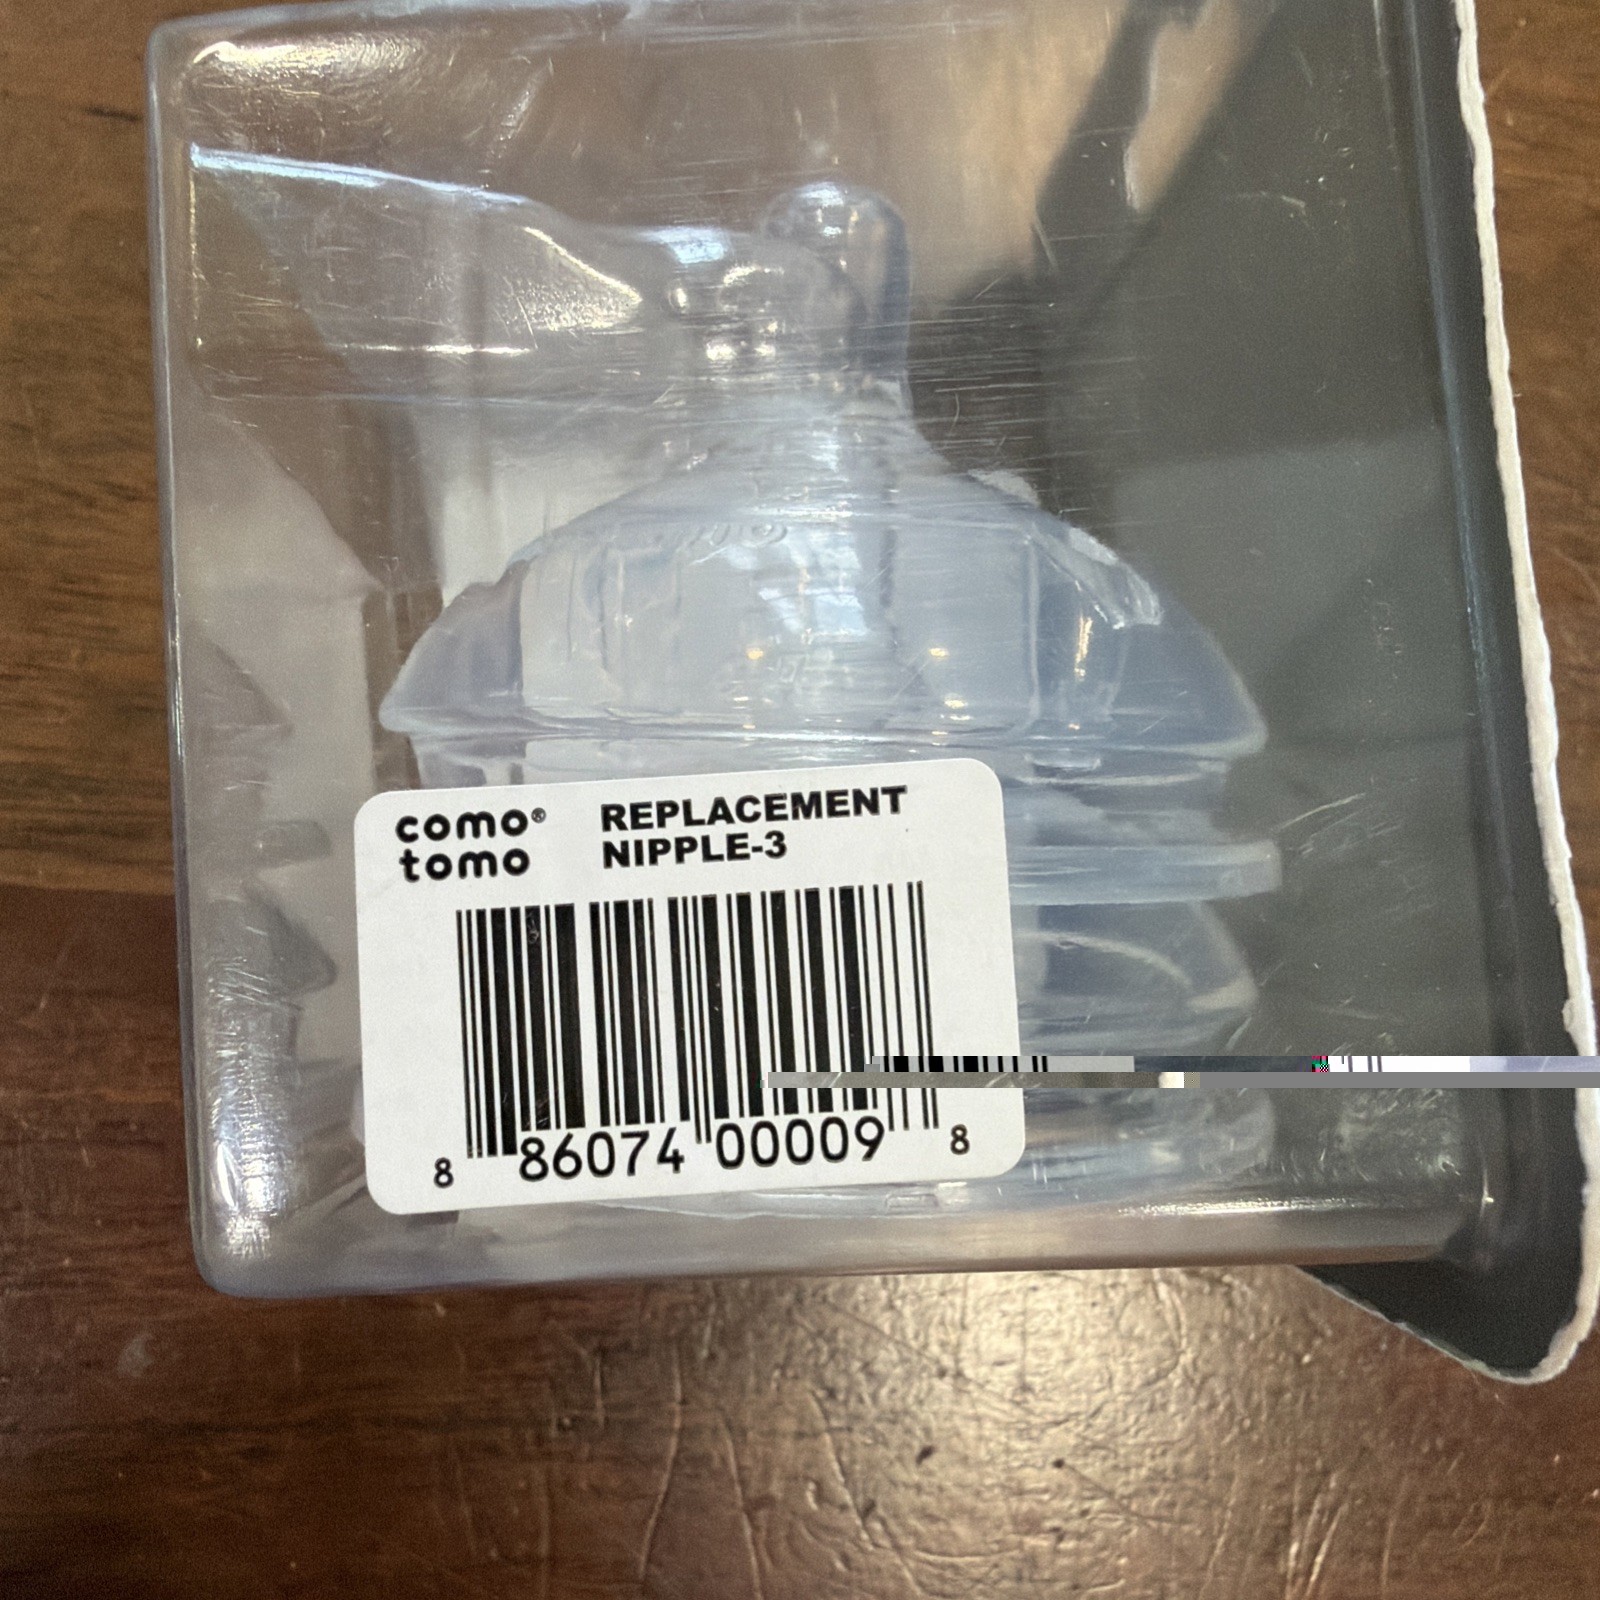 como®
tomo
REPLACEMENT
NIPPLE-3
8 86074 00009 8